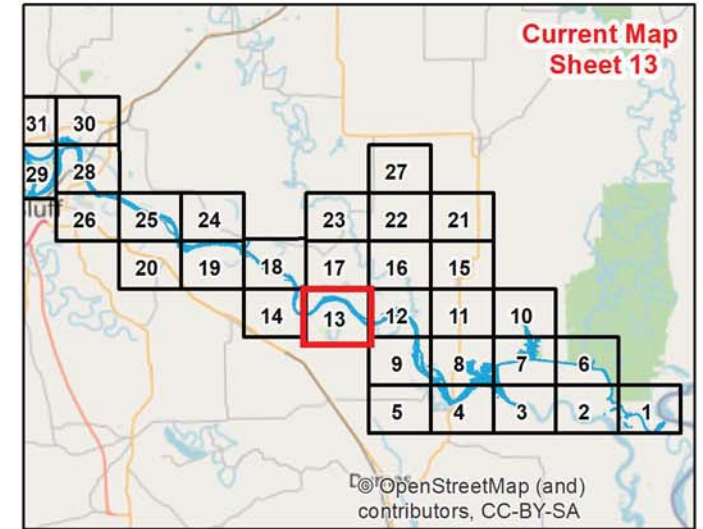 Current Map
Sheet 13
31 30
29 28 27
26 25 24 23 22 21
20 19 18 17 16 15
14 13 12 11 10
9 8 7 6
5 4 3 2 1
© OpenStreetMap (and)
contributors, CC-BY-SA